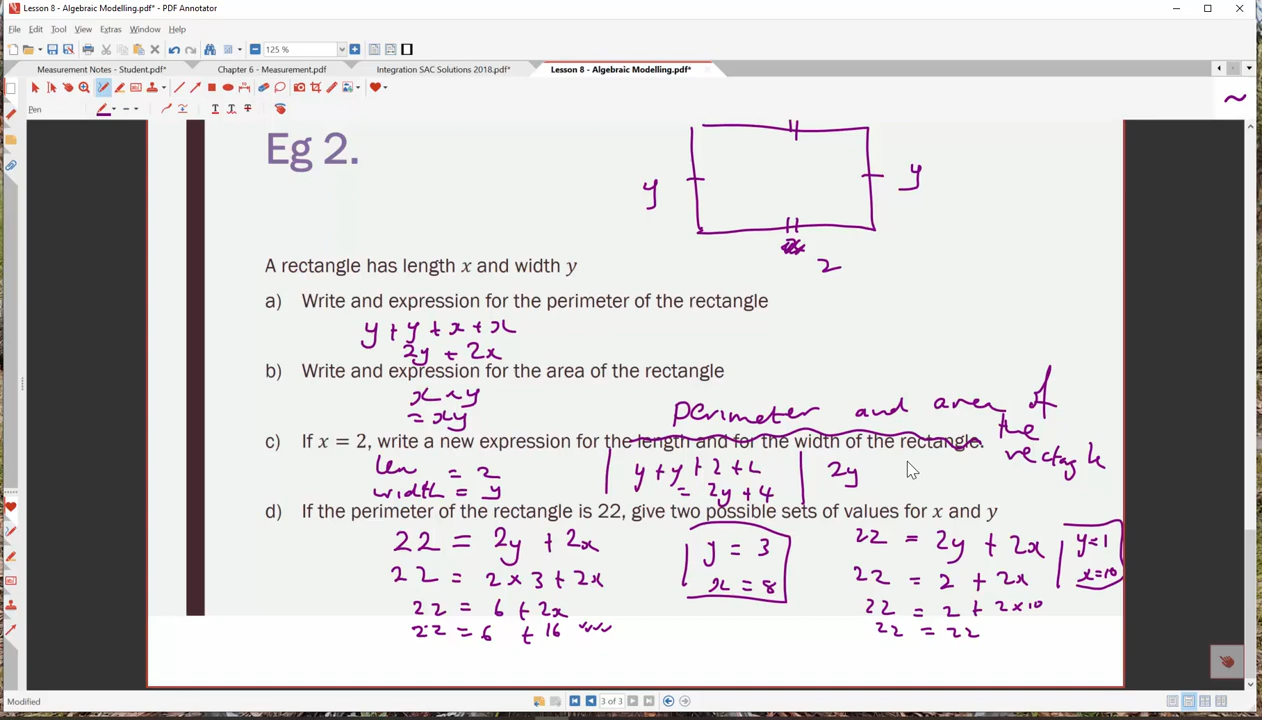 Lesson 8 - Algebraic Modelling.pdf* - PDF Annotator
File Edit Tool View Extras Window Help
125 %
Measurement Notes - Student.pdf* Chapter 6 - Measurement.pdf Integration SAC Solutions 2018.pdf* Lesson 8 - Algebraic Modelling.pdf*
Pen
~
Eg 2.
y y
2
A rectangle has length x and width y
a) Write and expression for the perimeter of the rectangle
y + y + x + x
2y + 2x
b) Write and expression for the area of the rectangle
x × y
= xy
perimeter and area of the rectagle
c) If x = 2, write a new expression for the length and for the width of the rectangle.
len = 2
width = y
y + y + 2 + 2
= 2y + 4
2y
d) If the perimeter of the rectangle is 22, give two possible sets of values for x and y
22 = 2y + 2x
22 = 2 × 3 + 2x
22 = 6 + 2x
22 = 6 + 16
y = 3
x = 8
22 = 2y + 2x
22 = 2 + 2x
22 = 2 + 2 × 10
22 = 22
y = 1
x = 10
Modified
3 of 3